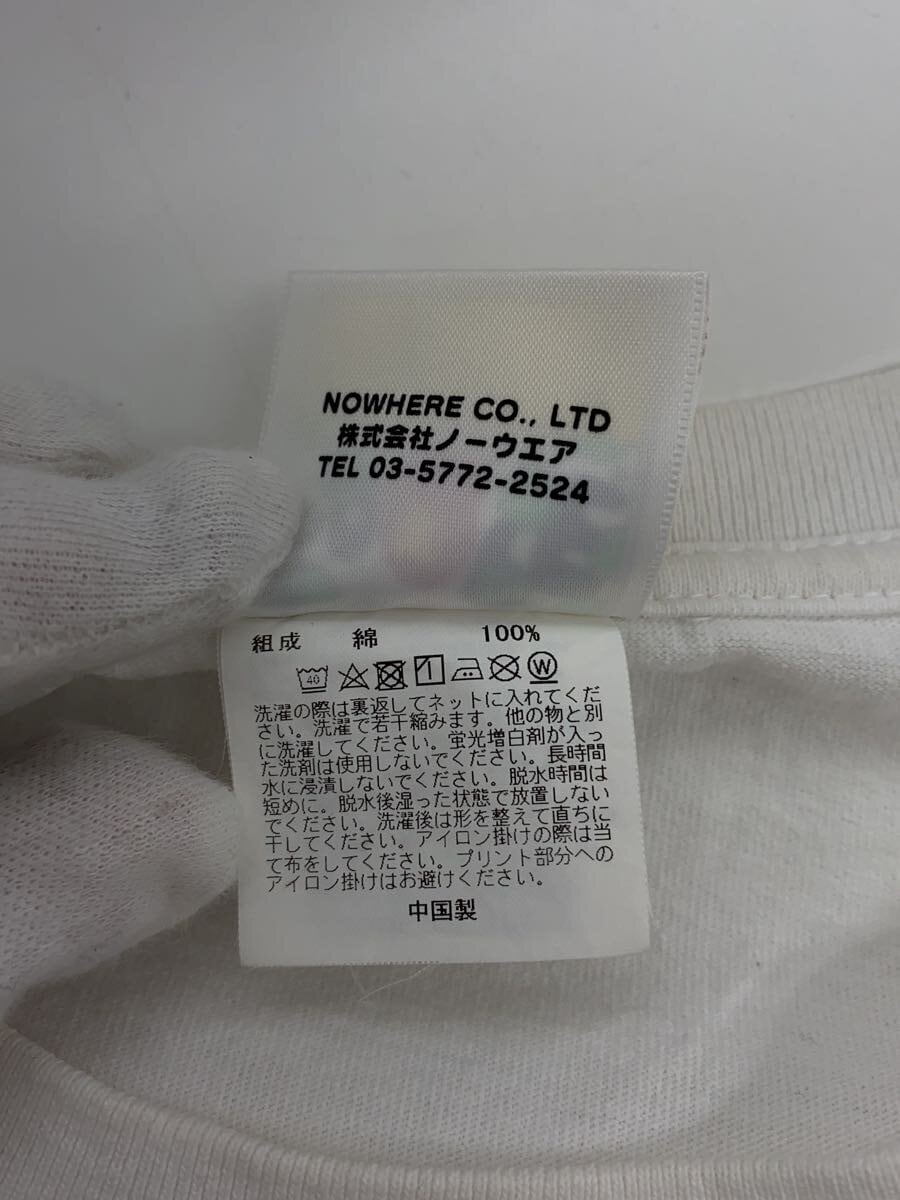 NOWHERE CO., LTD
株式会社ノーウエア
TEL 03-5772-2524
組成 綿 100%
40 W
洗濯の際は裏返してネットに入れてくだ
さい。洗濯で若干縮みます。他の物と別
に洗濯してください。蛍光増白剤が入っ
た洗剤は使用しないでください。長時間
水に浸漬しないでください。脱水時間は
短めに。脱水後湿った状態で放置しない
でください。洗濯後は形を整えて直ちに
干してください。アイロン掛けの際は当
て布をしてください。プリント部分への
アイロン掛けはお避けください。
中国製